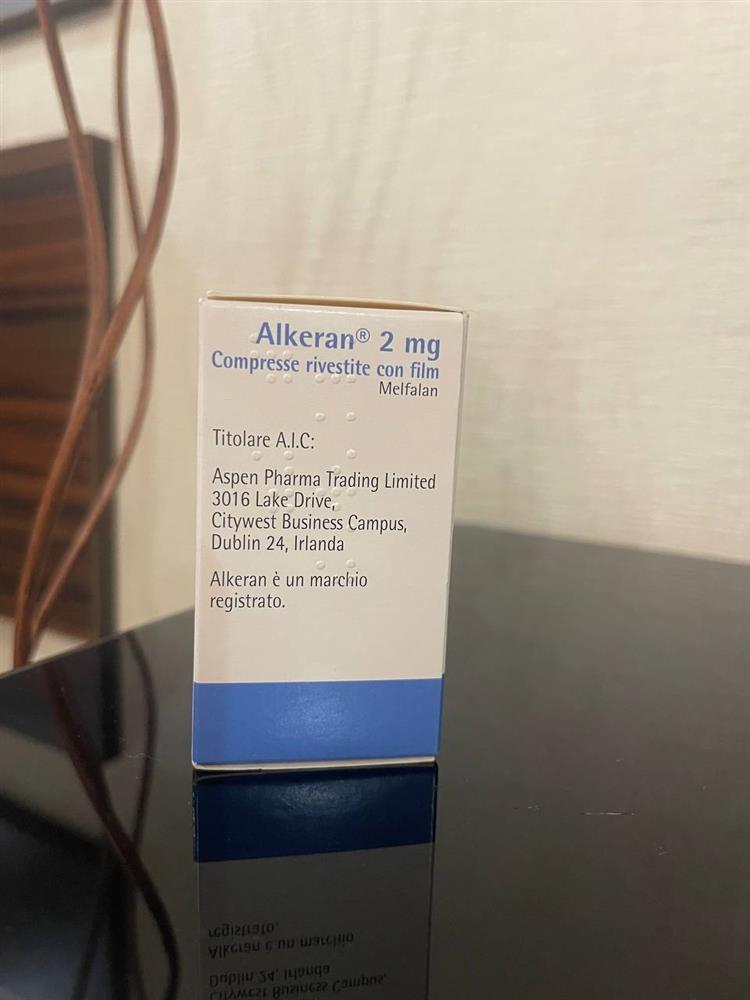 Alkeran® 2 mg
Compresse rivestite con film
Melfalan
Titolare A.I.C:
Aspen Pharma Trading Limited
3016 Lake Drive,
Citywest Business Campus,
Dublin 24, Irlanda
Alkeran è un marchio
registrato.